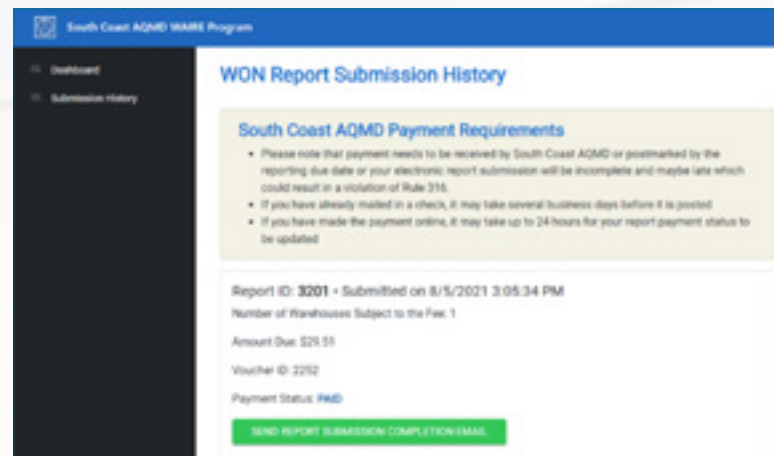 South Coast AQMD WAIRE Program
Dashboard
Submission History
WON Report Submission History
South Coast AQMD Payment Requirements
• Please note that payment needs to be received by South Coast AQMD or postmarked by the
reporting due date or your electronic report submission will be incomplete and maybe late which
could result in a violation of Rule 316.
• If you have already mailed in a check, it may take several business days before it is posted
• If you have made the payment online, it may take up to 24 hours for your report payment status to
be updated
Report ID: 3201 • Submitted on 8/5/2021 3:05:34 PM
Number of Warehouses Subject to the Fee: 1
Amount Due: $29.51
Voucher ID: 2252
Payment Status: PAID
SEND REPORT SUBMISSION COMPLETION EMAIL